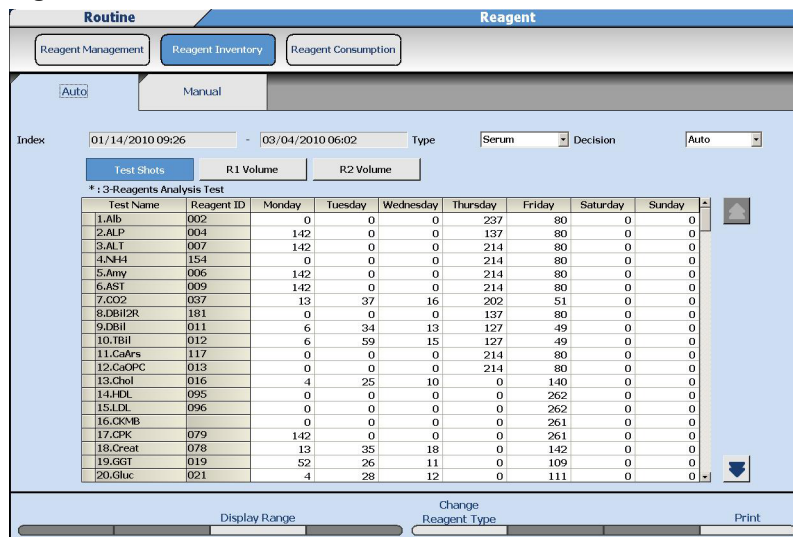 Routine Reagent
Reagent Management Reagent Inventory Reagent Consumption
Auto Manual
Index 01/14/2010 09:26 - 03/04/2010 06:02 Type Serum Decision Auto
Test Shots R1 Volume R2 Volume
* : 3-Reagents Analysis Test
Test Name Reagent ID Monday Tuesday Wednesday Thursday Friday Saturday Sunday
1.Alb 002 0 0 0 237 80 0 0
2.ALP 004 142 0 0 137 80 0 0
3.ALT 007 142 0 0 214 80 0 0
4.NH4 154 0 0 0 214 80 0 0
5.Amy 006 142 0 0 214 80 0 0
6.AST 009 142 0 0 214 80 0 0
7.CO2 037 13 37 16 202 51 0 0
8.DBil2R 181 0 0 0 137 80 0 0
9.DBil 011 6 34 13 127 49 0 0
10.TBil 012 6 59 15 127 49 0 0
11.CaArs 117 0 0 0 214 80 0 0
12.CaOPC 013 0 0 0 214 80 0 0
13.Chol 016 4 25 10 0 140 0 0
14.HDL 095 0 0 0 0 262 0 0
15.LDL 096 0 0 0 0 262 0 0
16.CKMB 0 0 0 0 261 0 0
17.CPK 079 142 0 0 0 261 0 0
18.Creat 078 13 35 18 0 142 0 0
19.GGT 019 52 26 11 0 109 0 0
20.Gluc 021 4 28 12 0 111 0 0
Display Range Change Reagent Type Print